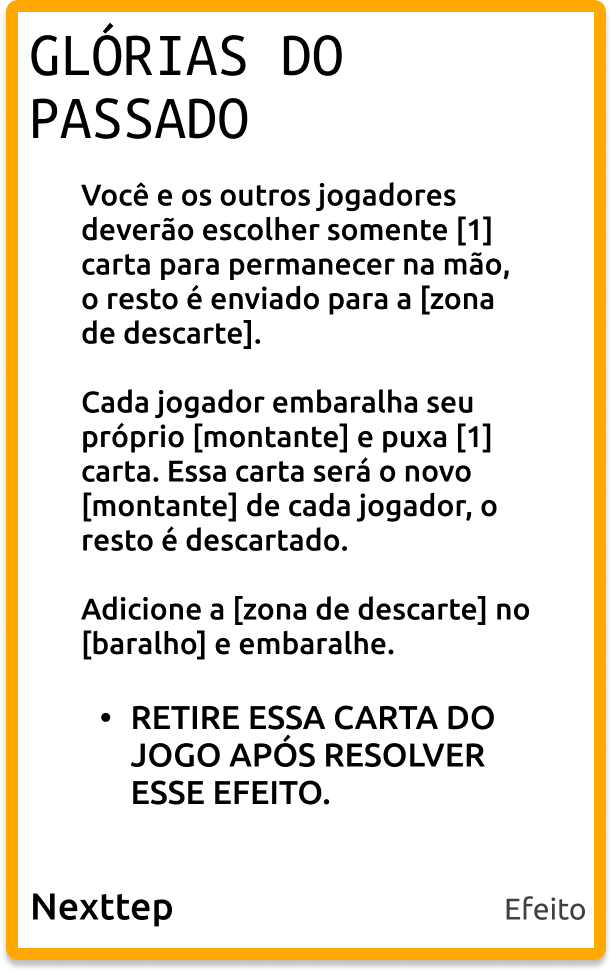 GLÓRIAS DO
PASSADO
Você e os outros jogadores
deverão escolher somente [1]
carta para permanecer na mão,
o resto é enviado para a [zona
de descarte].
Cada jogador embaralha seu
próprio [montante] e puxa [1]
carta. Essa carta será o novo
[montante] de cada jogador, o
resto é descartado.
Adicione a [zona de descarte] no
[baralho] e embaralhe.
• RETIRE ESSA CARTA DO
JOGO APÓS RESOLVER
ESSE EFEITO.
Nexttep
Efeito